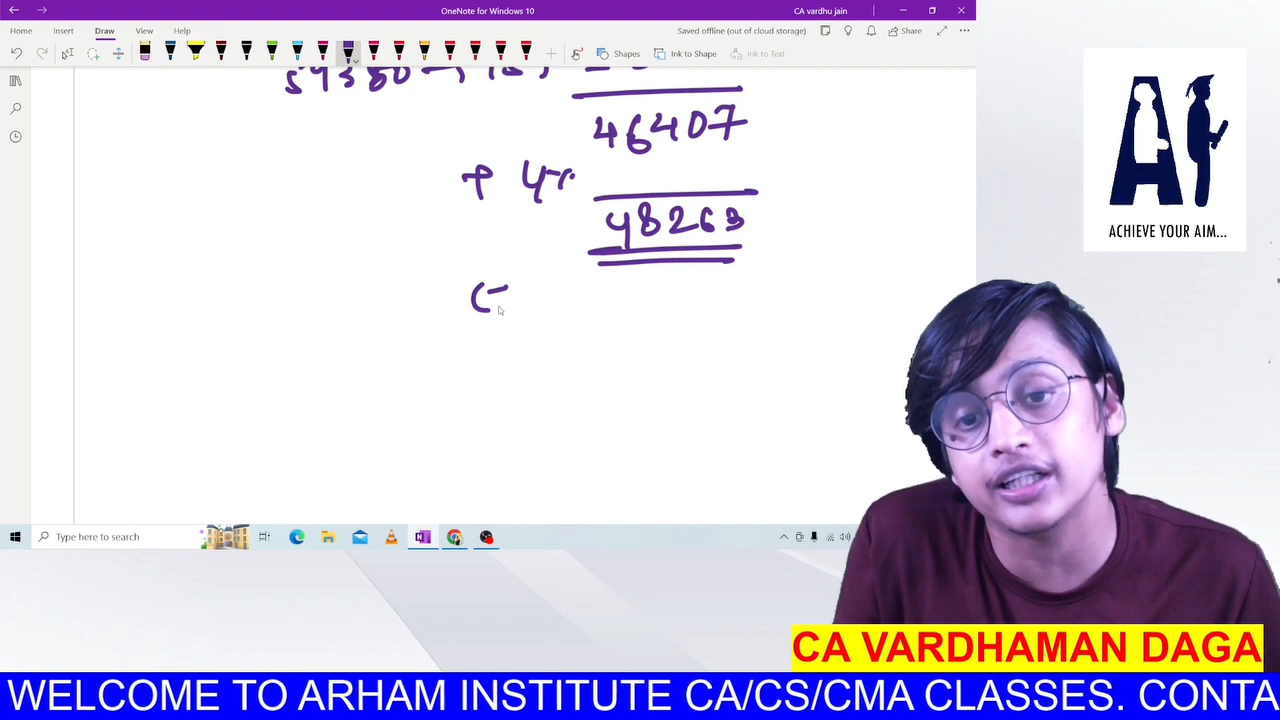 OneNote for Windows 10
CA vardhu jain
Home Insert Draw View Help
Saved offline (out of cloud storage)
Share
Shapes Ink to Shape Ink to Text
59380
46407
+ 4%
48263
(-
ACHIEVE YOUR AIM...
Type here to search
CA VARDHAMAN DAGA
WELCOME TO ARHAM INSTITUTE CA/CS/CMA CLASSES. CONTA